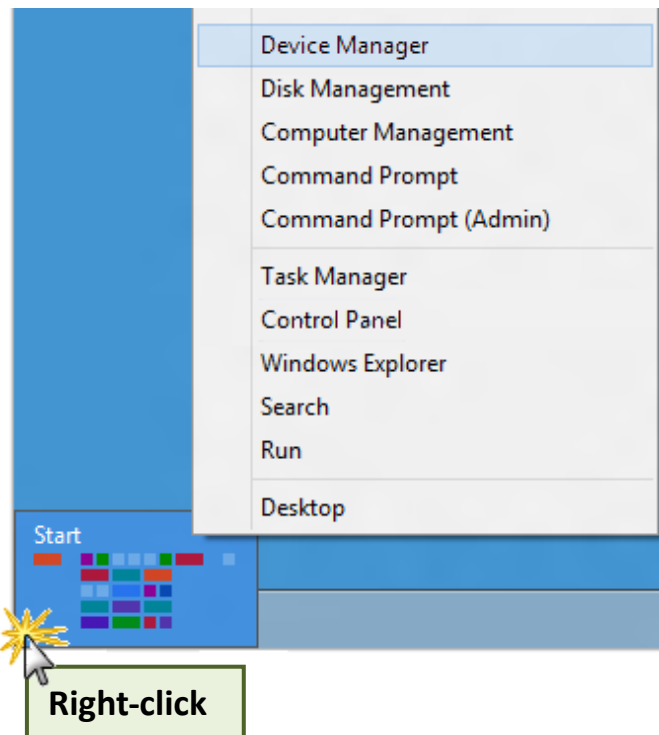 Device Manager
Disk Management
Computer Management
Command Prompt
Command Prompt (Admin)
Task Manager
Control Panel
Windows Explorer
Search
Run
Desktop
Start
Right-click